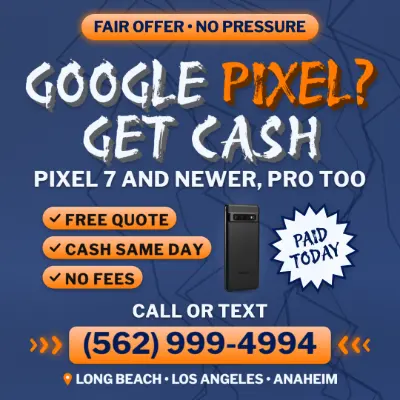 FAIR OFFER • NO PRESSURE
GOOGLE PIXEL?
GET CASH
PIXEL 7 AND NEWER, PRO TOO
FREE QUOTE
CASH SAME DAY
NO FEES
PAID
TODAY
CALL OR TEXT
(562) 999-4994
LONG BEACH • LOS ANGELES • ANAHEIM